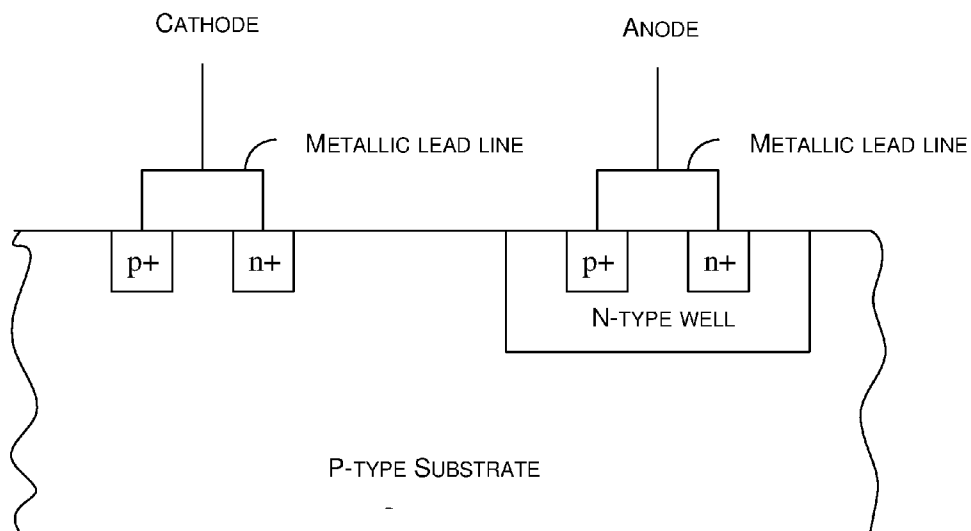 CATHODE
ANODE
METALLIC LEAD LINE
METALLIC LEAD LINE
p+ n+ p+ n+
N-TYPE WELL
P-TYPE SUBSTRATE